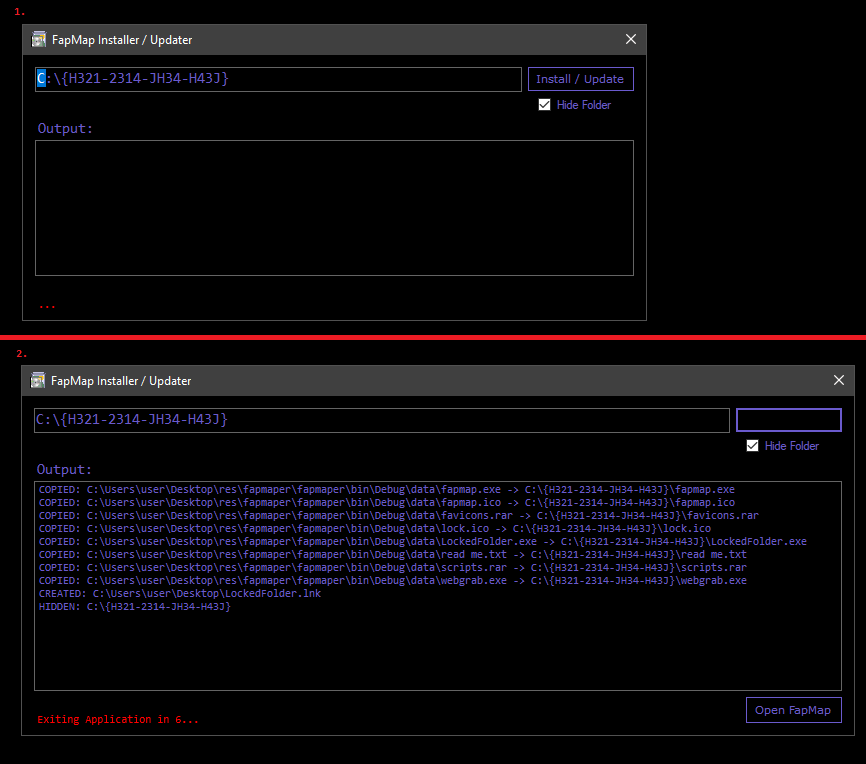 1.
FapMap Installer / Updater
C:\{H321-2314-JH34-H43J}
Install / Update
Hide Folder
Output:
...
2.
FapMap Installer / Updater
C:\{H321-2314-JH34-H43J}
Hide Folder
Output:
COPIED: C:\Users\user\Desktop\res\fapmaper\fapmaper\bin\Debug\data\fapmap.exe -> C:\{H321-2314-JH34-H43J}\fapmap.exe
COPIED: C:\Users\user\Desktop\res\fapmaper\fapmaper\bin\Debug\data\fapmap.ico -> C:\{H321-2314-JH34-H43J}\fapmap.ico
COPIED: C:\Users\user\Desktop\res\fapmaper\fapmaper\bin\Debug\data\favicons.rar -> C:\{H321-2314-JH34-H43J}\favicons.rar
COPIED: C:\Users\user\Desktop\res\fapmaper\fapmaper\bin\Debug\data\lock.ico -> C:\{H321-2314-JH34-H43J}\lock.ico
COPIED: C:\Users\user\Desktop\res\fapmaper\fapmaper\bin\Debug\data\LockedFolder.exe -> C:\{H321-2314-JH34-H43J}\LockedFolder.exe
COPIED: C:\Users\user\Desktop\res\fapmaper\fapmaper\bin\Debug\data\read me.txt -> C:\{H321-2314-JH34-H43J}\read me.txt
COPIED: C:\Users\user\Desktop\res\fapmaper\fapmaper\bin\Debug\data\scripts.rar -> C:\{H321-2314-JH34-H43J}\scripts.rar
COPIED: C:\Users\user\Desktop\res\fapmaper\fapmaper\bin\Debug\data\webgrab.exe -> C:\{H321-2314-JH34-H43J}\webgrab.exe
CREATED: C:\Users\user\Desktop\LockedFolder.lnk
HIDDEN: C:\{H321-2314-JH34-H43J}
Open FapMap
Exiting Application in 6...